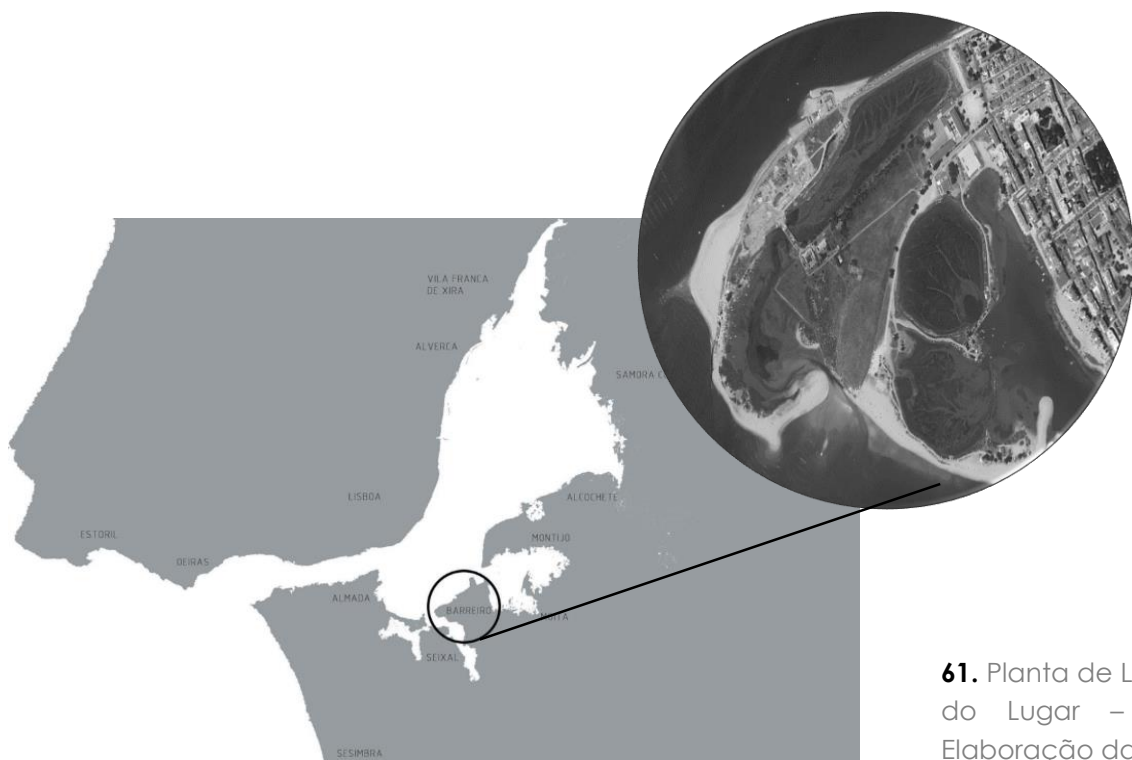 VILA FRANCA
DE XIRA
ALVERCA
SAMORA
LISBOA
ALCOCHETE
ESTORIL
MONTIJO
OEIRAS
ALMADA
BARREIRO
SEIXAL
SESIMBRA
61. Planta de L
do Lugar –
Elaboração da